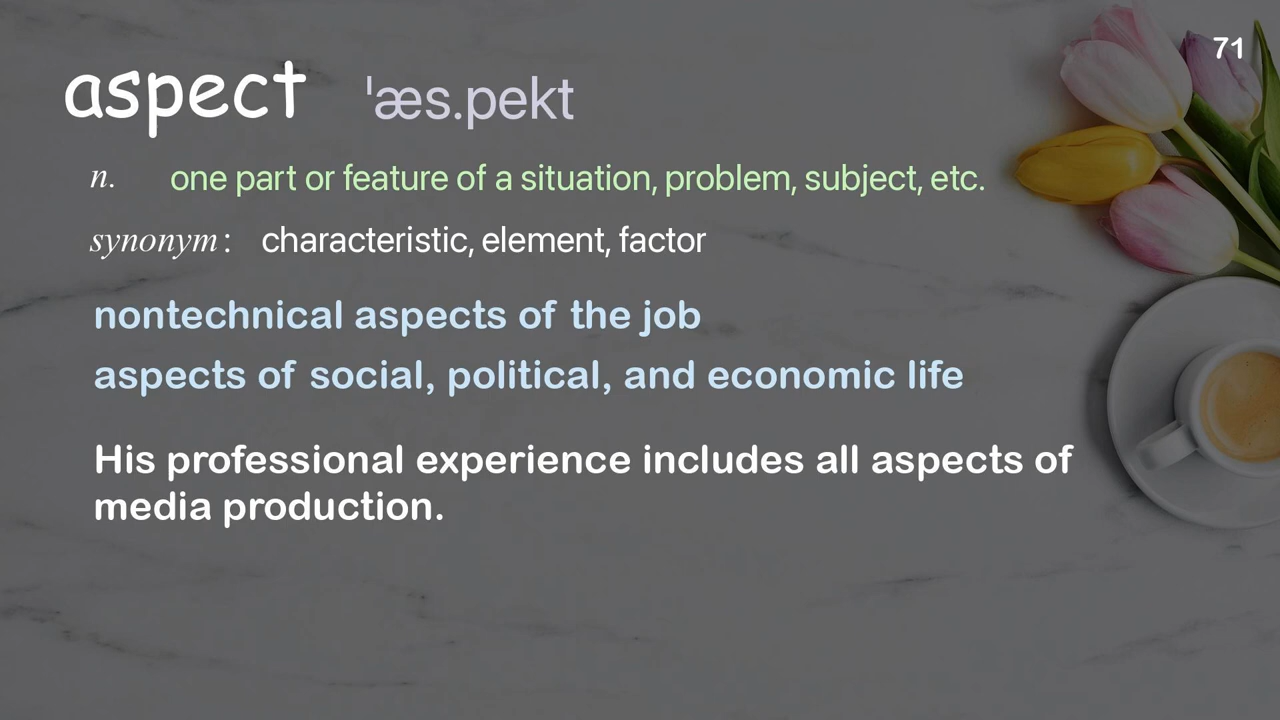 71
aspect ˈæs.pekt
n. one part or feature of a situation, problem, subject, etc.
synonym: characteristic, element, factor
nontechnical aspects of the job
aspects of social, political, and economic life
His professional experience includes all aspects of
media production.